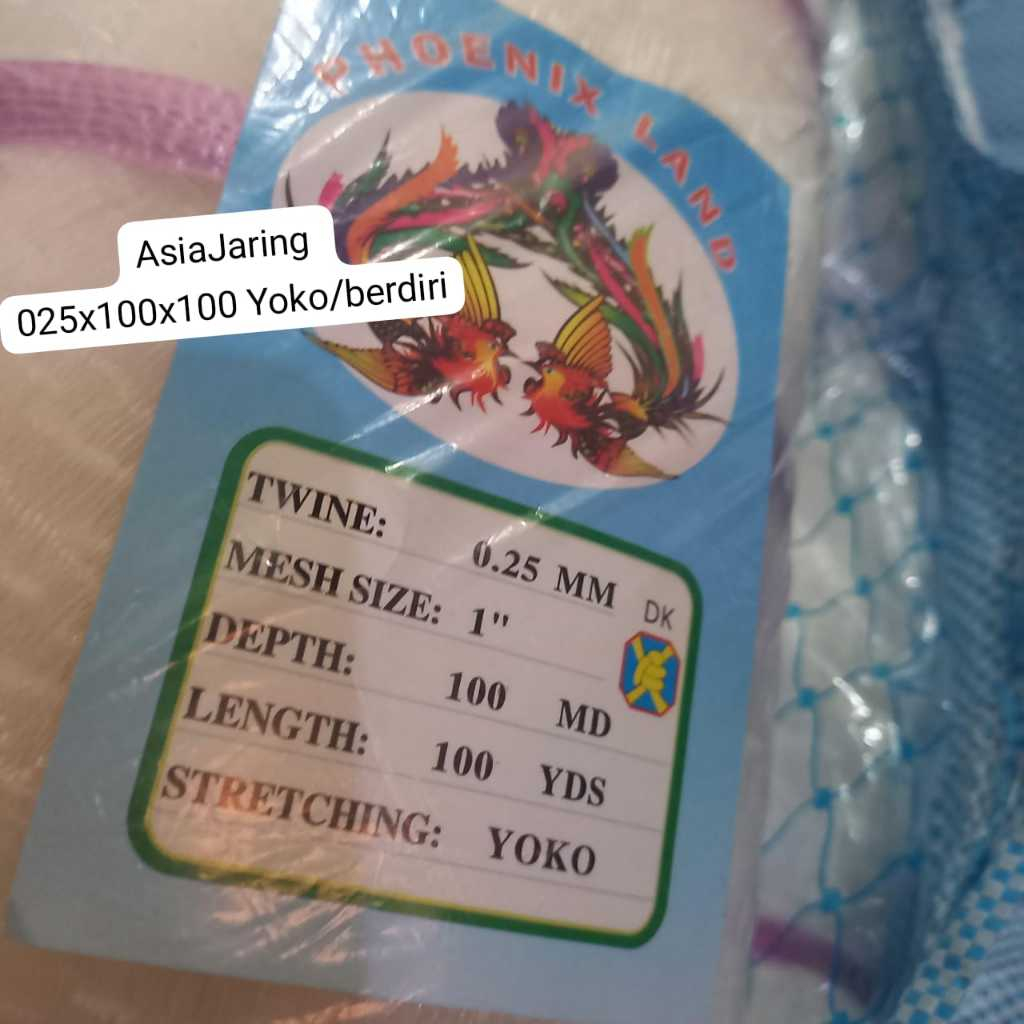 PHOENIX LAND
AsiaJaring
025x100x100 Yoko/berdiri
TWINE: 0.25 MM
DK
MESH SIZE: 1"
DEPTH: 100 MD
LENGTH: 100 YDS
STRETCHING: YOKO